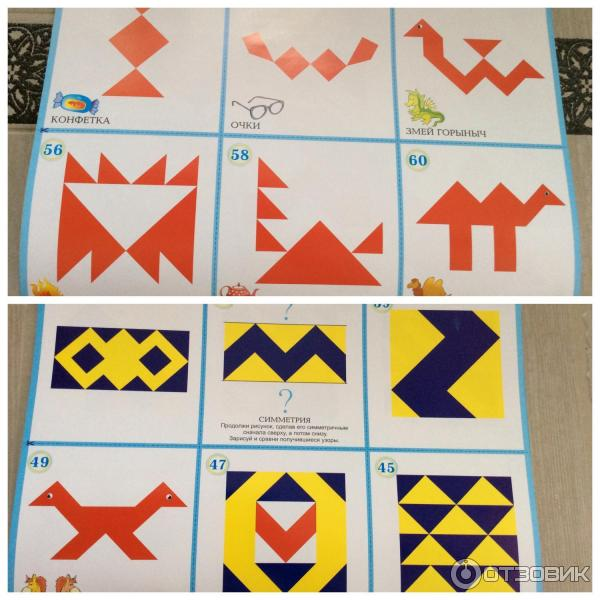 КОНФЕТКА
ОЧКИ
ЗМЕЙ ГОРЫНЫЧ
56
58
60
?
?
СИММЕТРИЯ
Продолжи рисунок, сделав его симметричным
сначала сверху, а потом снизу.
Зарисуй и сравни получившиеся узоры.
49
47
45
ОТЗОВИК